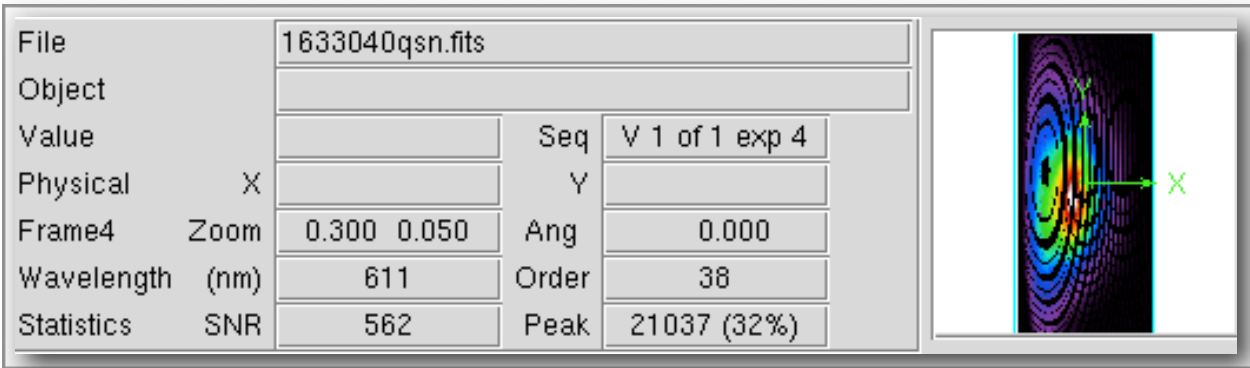 File 1633040qsn.fits
Object
Value Seq V 1 of 1 exp 4
Physical X Y
Frame4 Zoom 0.300 0.050 Ang 0.000
Wavelength (nm) 611 Order 38
Statistics SNR 562 Peak 21037 (32%)
Y
X